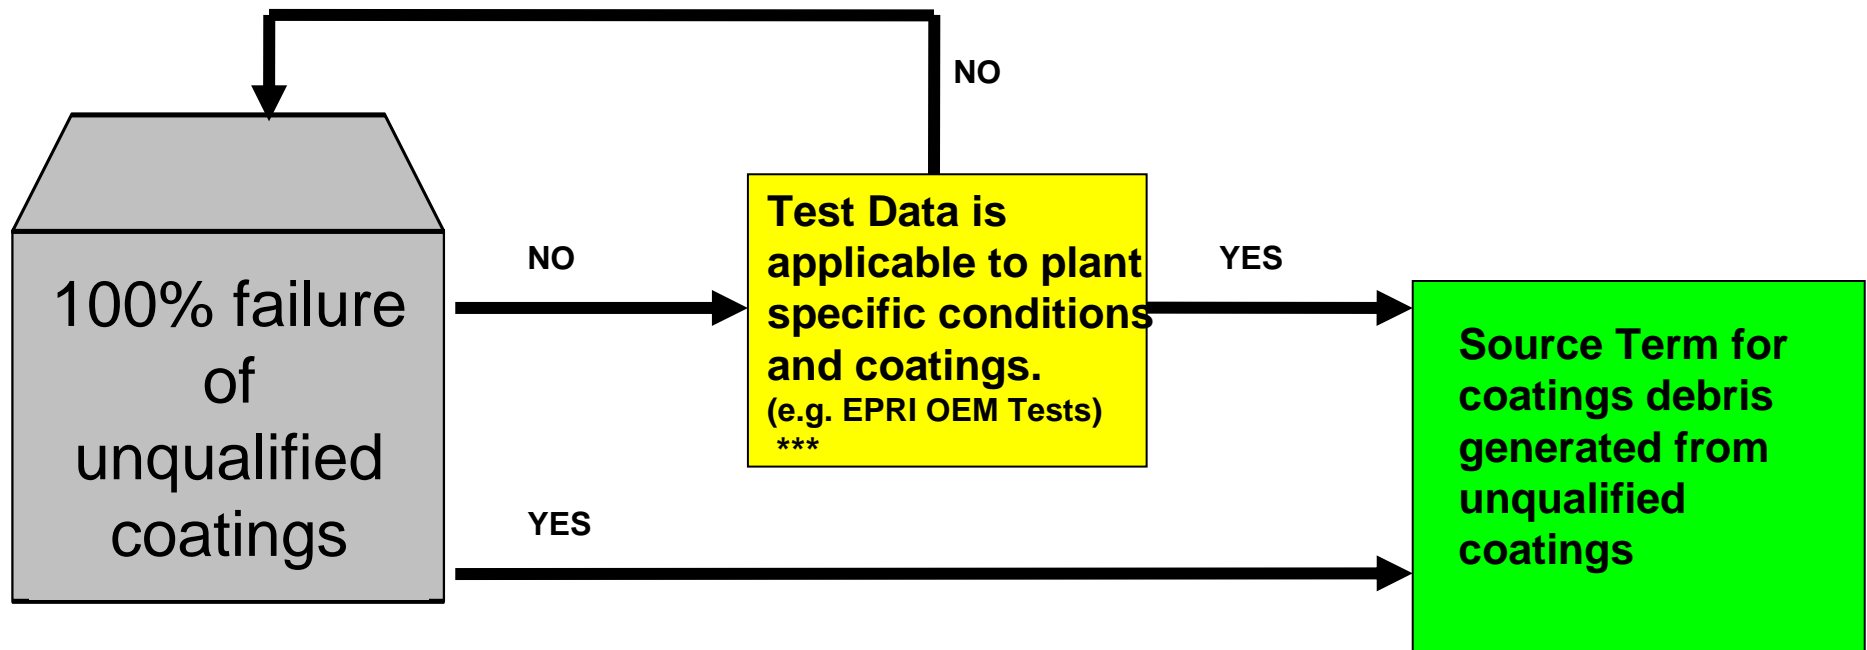 NO
100% failure
of
unqualified
coatings
NO
YES
Test Data is
applicable to plant
specific conditions
and coatings.
(e.g. EPRI OEM Tests)
***
YES
Source Term for
coatings debris
generated from
unqualified
coatings